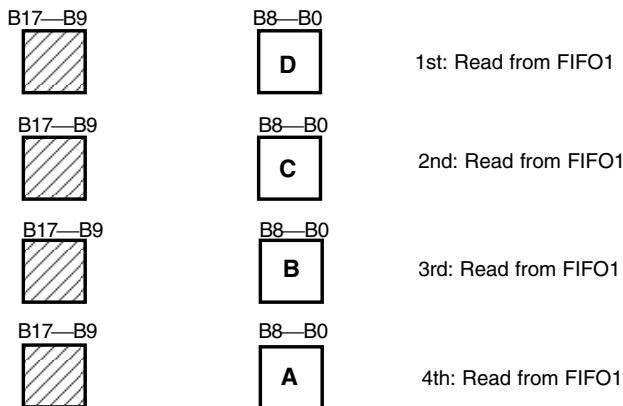 B17—B9 B8—B0
D 1st: Read from FIFO1
B17—B9 B8—B0
C 2nd: Read from FIFO1
B17—B9 B8—B0
B 3rd: Read from FIFO1
B17—B9 B8—B0
A 4th: Read from FIFO1